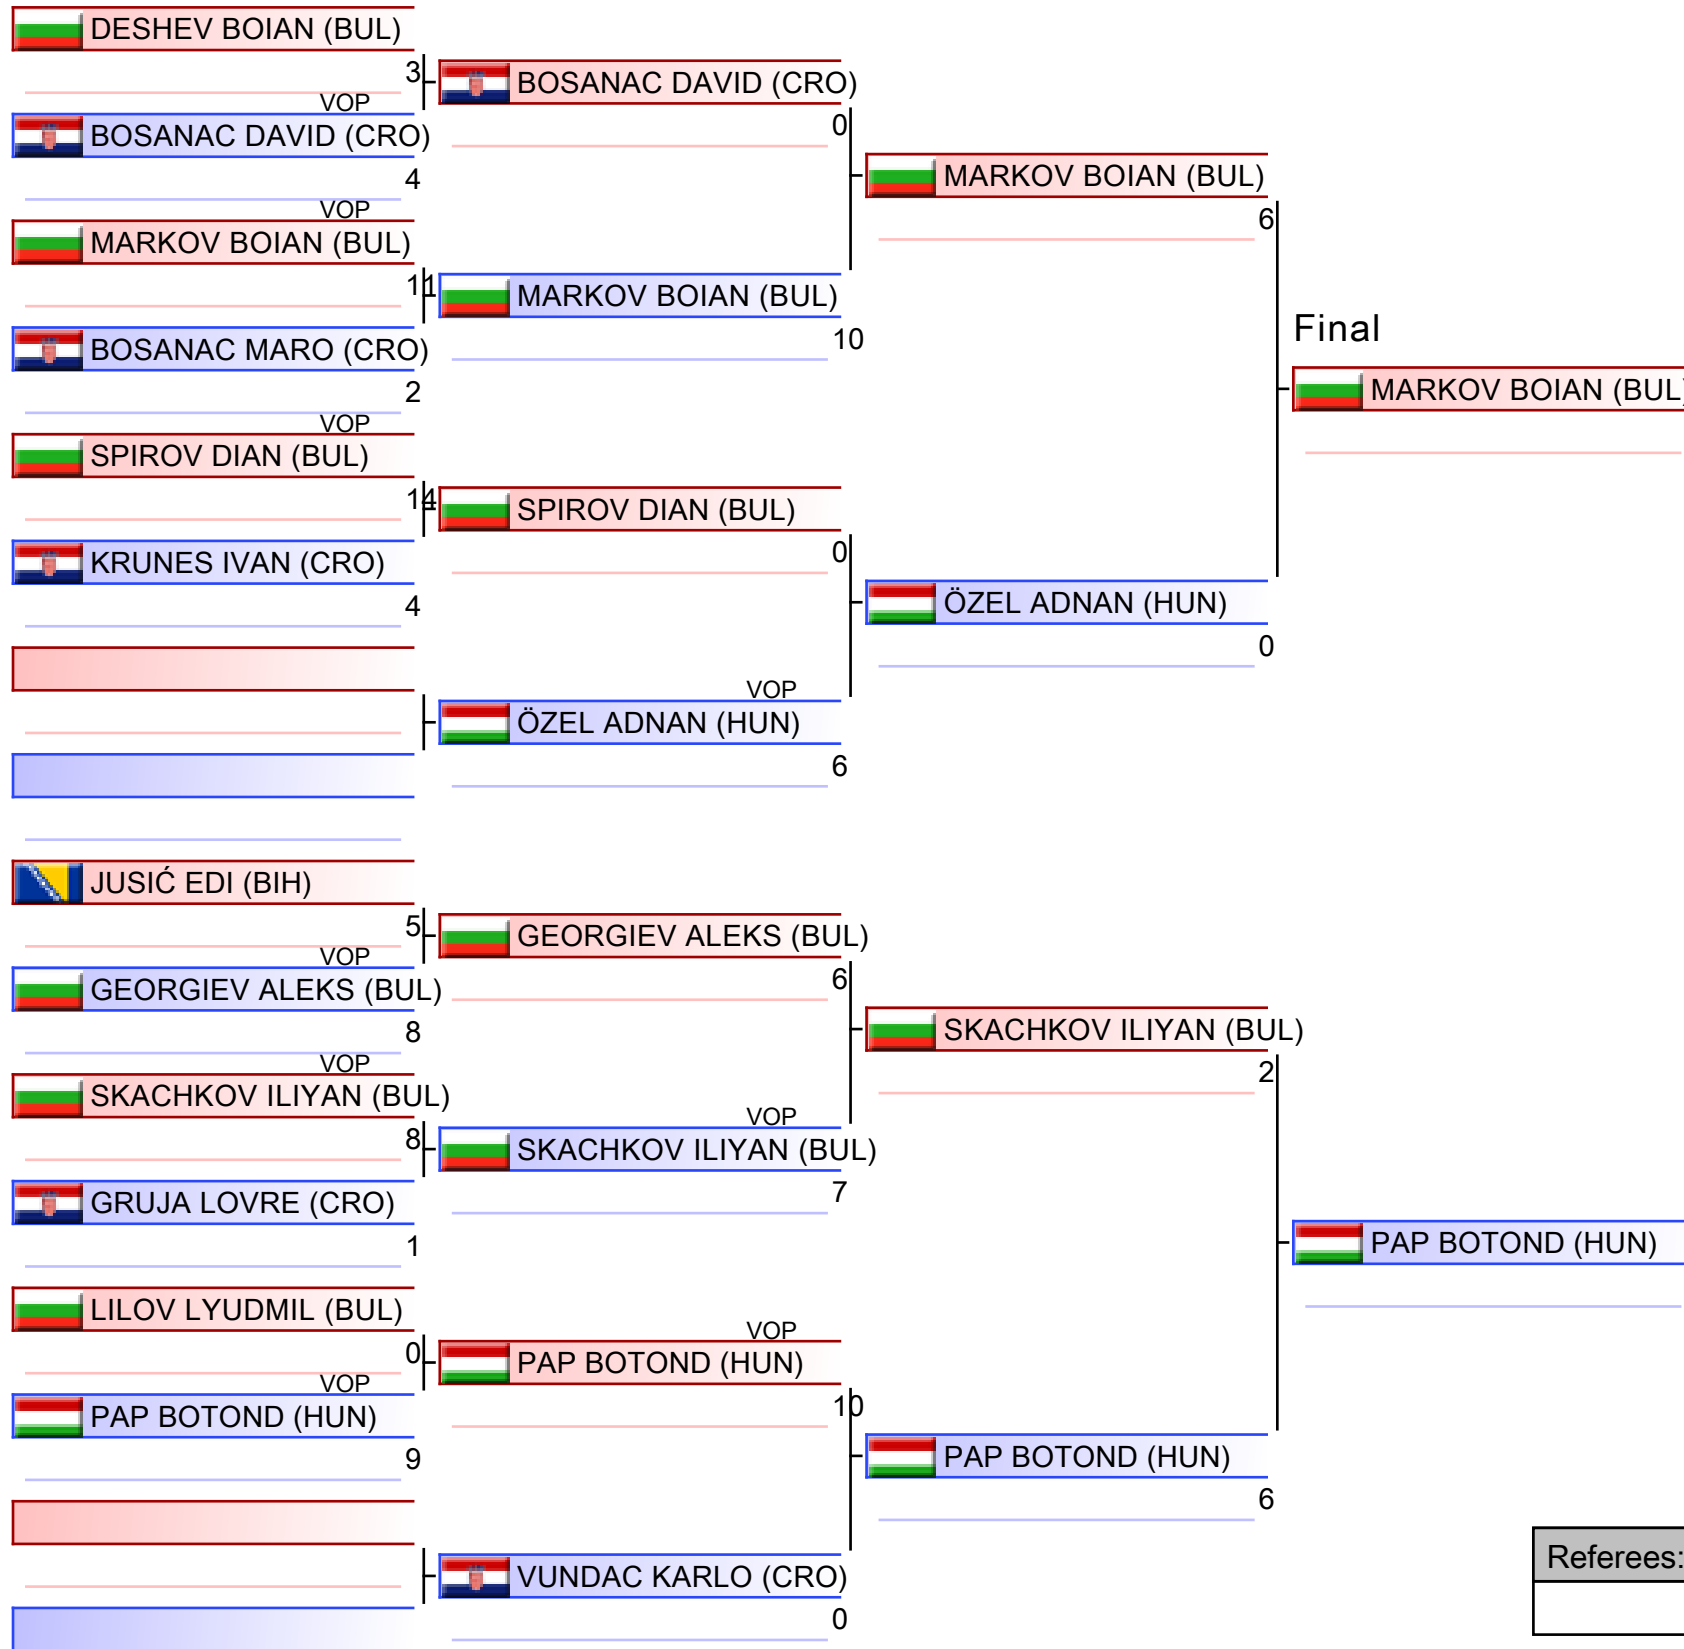 DESHEV BOIAN (BUL)
3
VOP
BOSANAC DAVID (CRO)
4
VOP
MARKOV BOIAN (BUL)
11
BOSANAC MARO (CRO)
2
VOP
SPIROV DIAN (BUL)
14
KRUNES IVAN (CRO)
4
JUSIĆ EDI (BIH)
5
VOP
GEORGIEV ALEKS (BUL)
8
VOP
SKACHKOV ILIYAN (BUL)
8
GRUJA LOVRE (CRO)
1
LILOV LYUDMIL (BUL)
0
VOP
PAP BOTOND (HUN)
9
BOSANAC DAVID (CRO)
0
MARKOV BOIAN (BUL)
10
SPIROV DIAN (BUL)
0
VOP
ÖZEL ADNAN (HUN)
6
GEORGIEV ALEKS (BUL)
6
VOP
SKACHKOV ILIYAN (BUL)
7
VOP
PAP BOTOND (HUN)
10
VUNDAC KARLO (CRO)
0
MARKOV BOIAN (BUL)
6
ÖZEL ADNAN (HUN)
0
SKACHKOV ILIYAN (BUL)
2
PAP BOTOND (HUN)
6
Final
MARKOV BOIAN (BUL)
PAP BOTOND (HUN)
Referees: